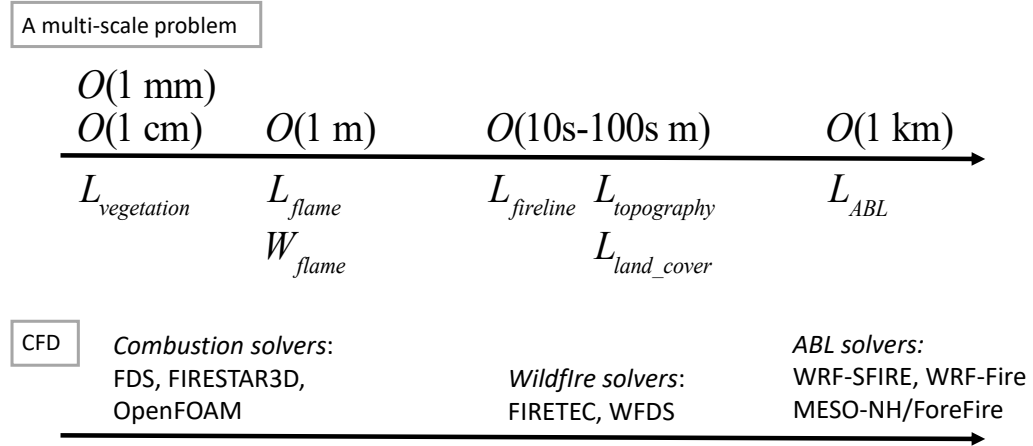 A multi-scale problem
O(1 mm)
O(1 cm) O(1 m) O(10s-100s m) O(1 km)
L_vegetation L_flame L_fireline L_topography L_ABL
W_flame L_land_cover
CFD
Combustion solvers:
FDS, FIRESTAR3D,
OpenFOAM
WildfIre solvers:
FIRETEC, WFDS
ABL solvers:
WRF-SFIRE, WRF-Fire
MESO-NH/ForeFire